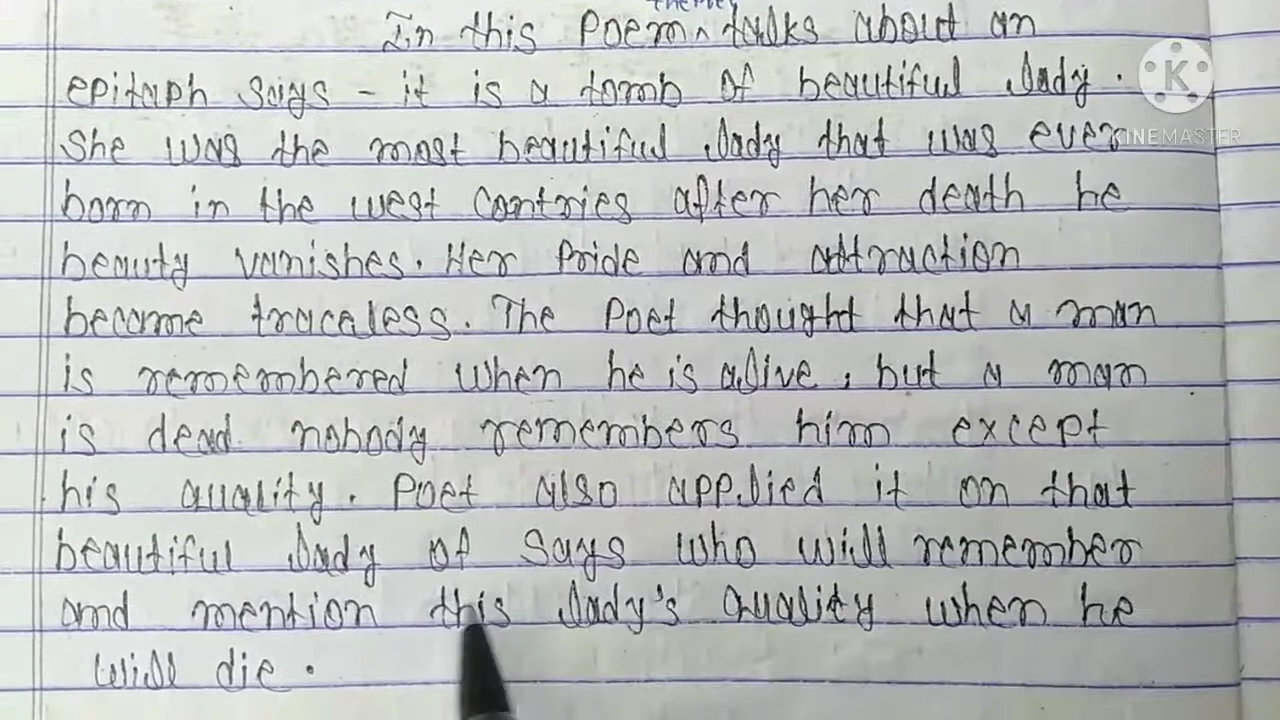 In this Poem ^ talks about an
epitaph says - it is a tomb of beautiful lady.
She was the most beautiful lady that was ever
born in the west contries after her death he
beauty vanishes. Her Pride and attraction
become traceless. The Poet thought that a man
is remembered when he is alive, but a man
is dead nobody remembers him except
his quality. Poet also applied it on that
beautiful lady of says who will remember
and mention this lady's quality when he
will die.
K
KINEMASTER